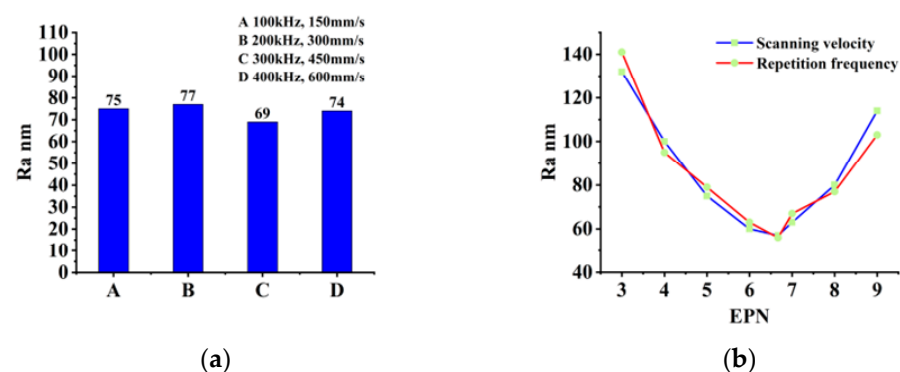 A 100kHz, 150mm/s
B 200kHz, 300mm/s
C 300kHz, 450mm/s
D 400kHz, 600mm/s
110
100
90
80
70
60
50
40
30
20
10
0
Ra nm
75
77
69
74
A B C D
(a)
Scanning velocity
Repetition frequency
140
120
100
80
60
40
Ra nm
3 4 5 6 7 8 9
EPN
(b)